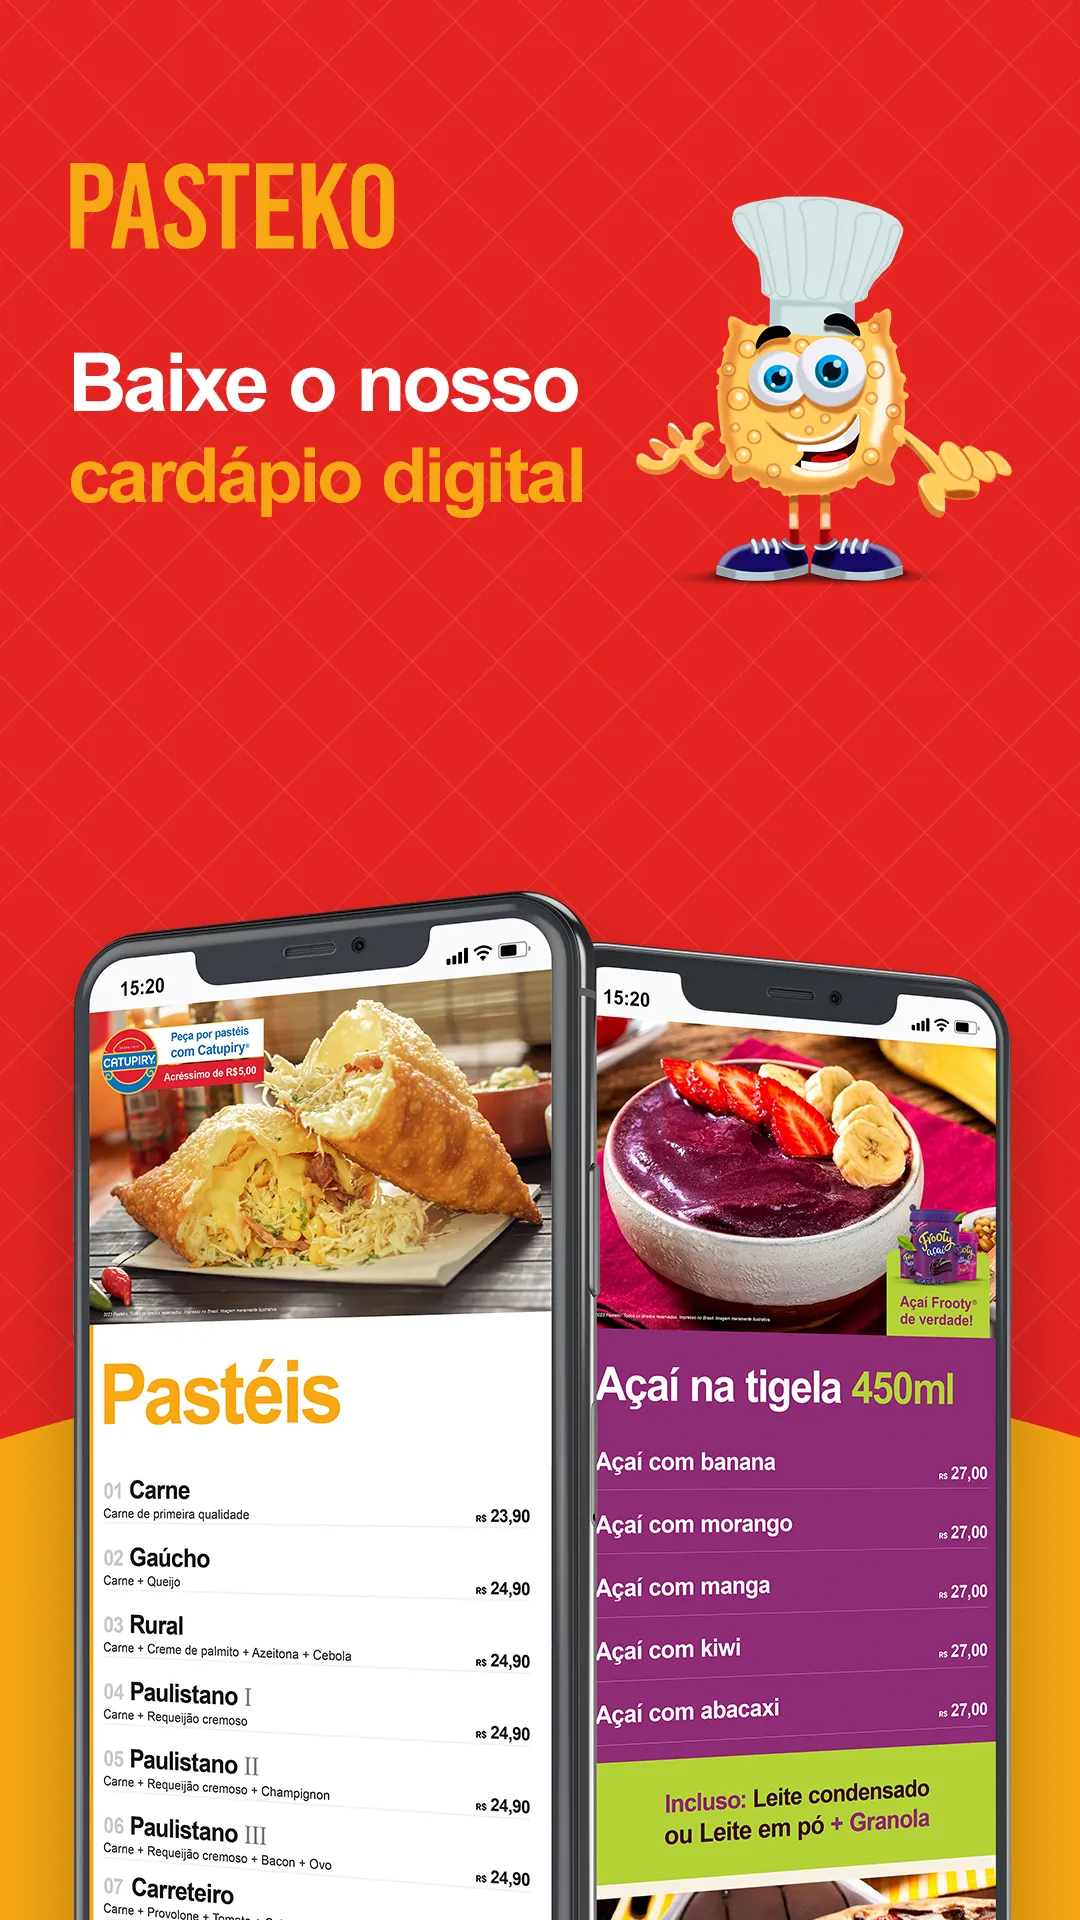 PASTEKO
Baixe o nosso
cardápio digital
15:20
CATUPIRY
Peça por pastéis
com Catupiry®
Acréssimo de R$5,00
Pastéis
01 Carne
Carne de primeira qualidade
R$ 23,90
02 Gaúcho
Carne + Queijo
R$ 24,90
03 Rural
Carne + Creme de palmito + Azeitona + Cebola
R$ 24,90
04 Paulistano I
Carne + Requeijão cremoso
R$ 24,90
05 Paulistano II
Carne + Requeijão cremoso + Champignon
R$ 24,90
06 Paulistano III
Carne + Requeijão cremoso + Bacon + Ovo
R$ 24,90
07 Carreteiro
Carne + Provolone +
15:20
Frooty
açaí
Açaí Frooty®
de verdade!
Açaí na tigela 450ml
Açaí com banana
R$ 27,00
Açaí com morango
R$ 27,00
Açaí com manga
R$ 27,00
Açaí com kiwi
R$ 27,00
Açaí com abacaxi
R$ 27,00
Incluso: Leite condensado
ou Leite em pó + Granola